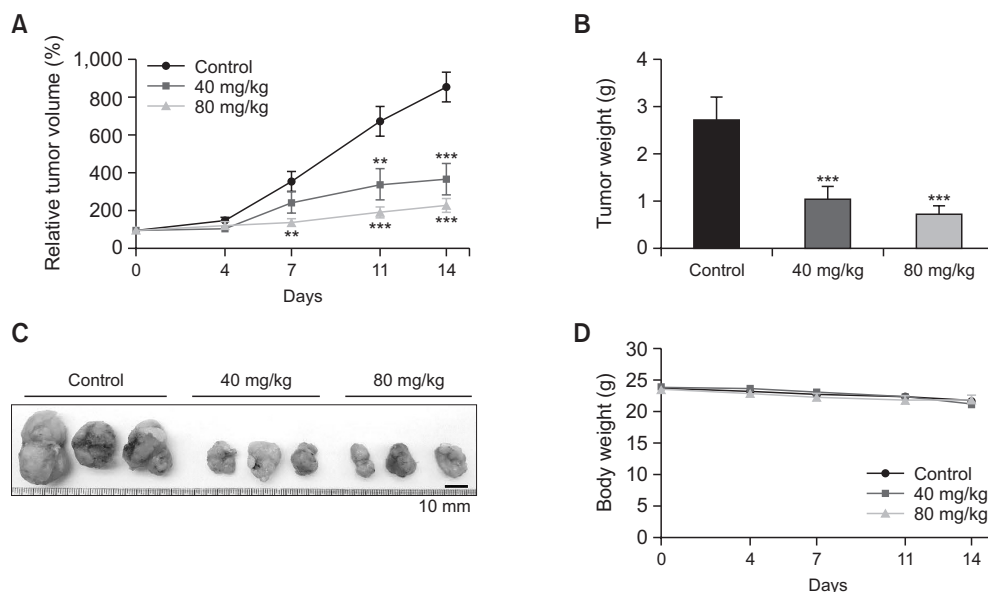 A
Relative tumor volume (%)
1,000
800
600
400
200
0
Control
40 mg/kg
80 mg/kg
**
***
**
***
***
0 4 7 11 14
Days
B
Tumor weight (g)
4
3
2
1
0
***
***
Control 40 mg/kg 80 mg/kg
C
Control 40 mg/kg 80 mg/kg
10 mm
D
Body weight (g)
30
25
20
15
10
5
0
Control
40 mg/kg
80 mg/kg
0 4 7 11 14
Days